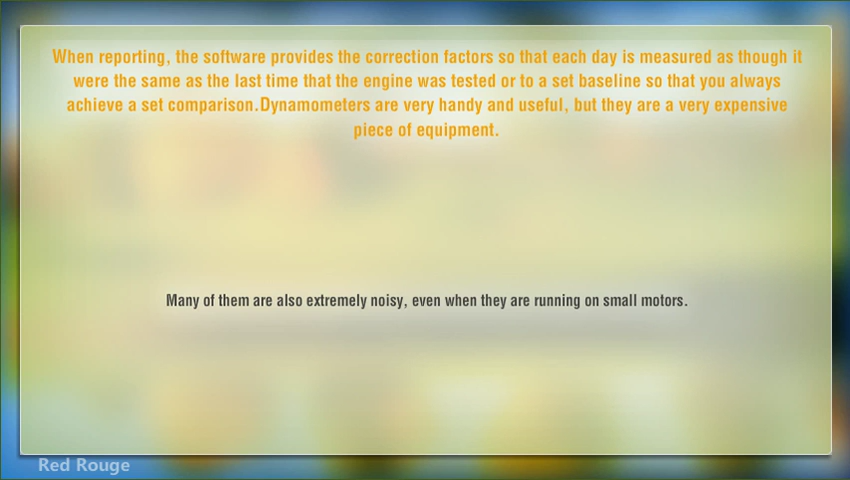 When reporting, the software provides the correction factors so that each day is measured as though it
were the same as the last time that the engine was tested or to a set baseline so that you always
achieve a set comparison.Dynamometers are very handy and useful, but they are a very expensive
piece of equipment.
Many of them are also extremely noisy, even when they are running on small motors.
Red Rouge